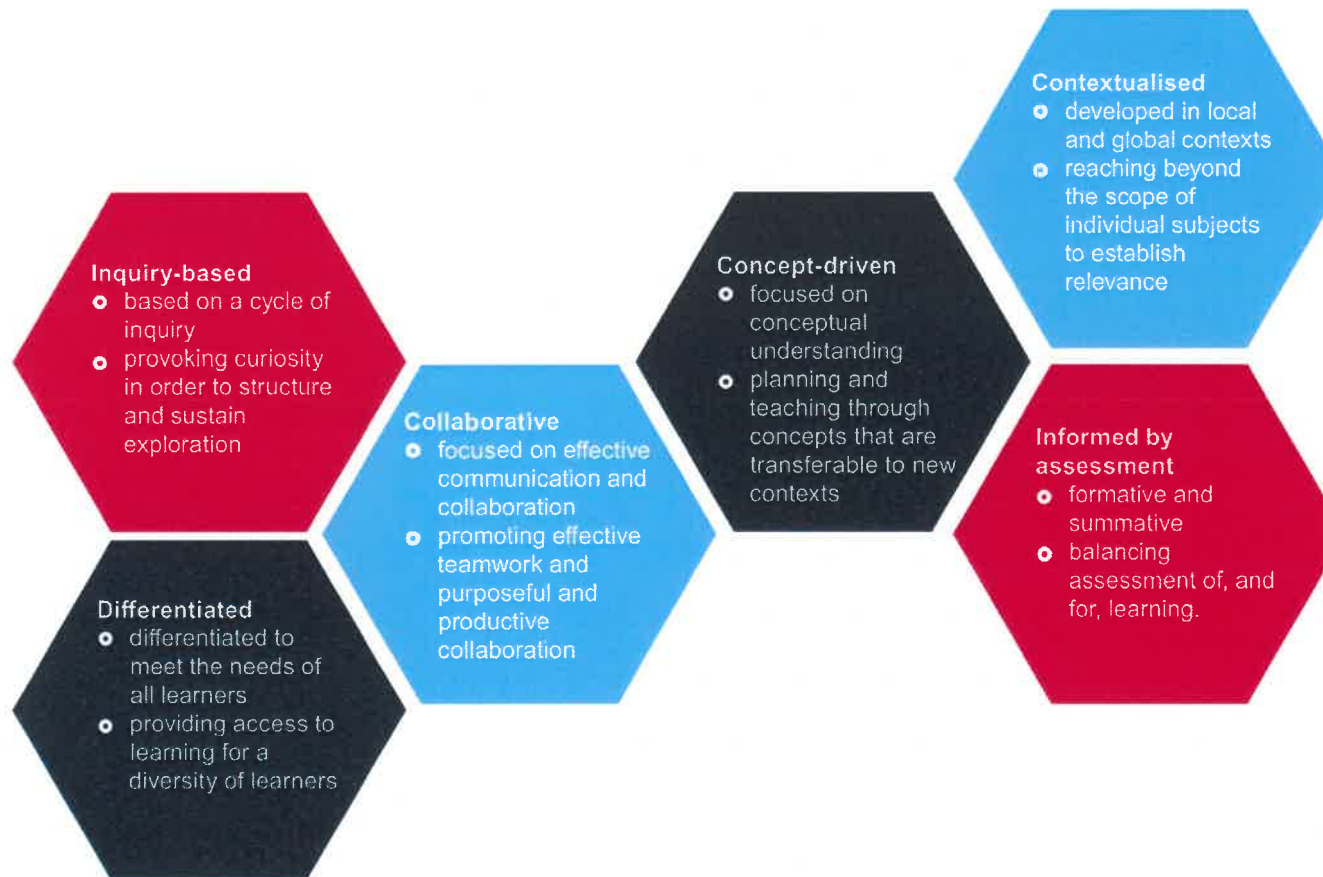 Inquiry-based
based on a cycle of
inquiry
provoking curiosity
in order to structure
and sustain
exploration
Differentiated
differentiated to
meet the needs of
all learners
providing access to
learning for a
diversity of learners
Collaborative
focused on effective
communication and
collaboration
promoting effective
teamwork and
purposeful and
productive
collaboration
Concept-driven
focused on
conceptual
understanding
planning and
teaching through
concepts that are
transferable to new
contexts
Contextualised
developed in local
and global contexts
reaching beyond
the scope of
individual subjects
to establish
relevance
Informed by
assessment
formative and
summative
balancing
assessment of, and
for, learning.